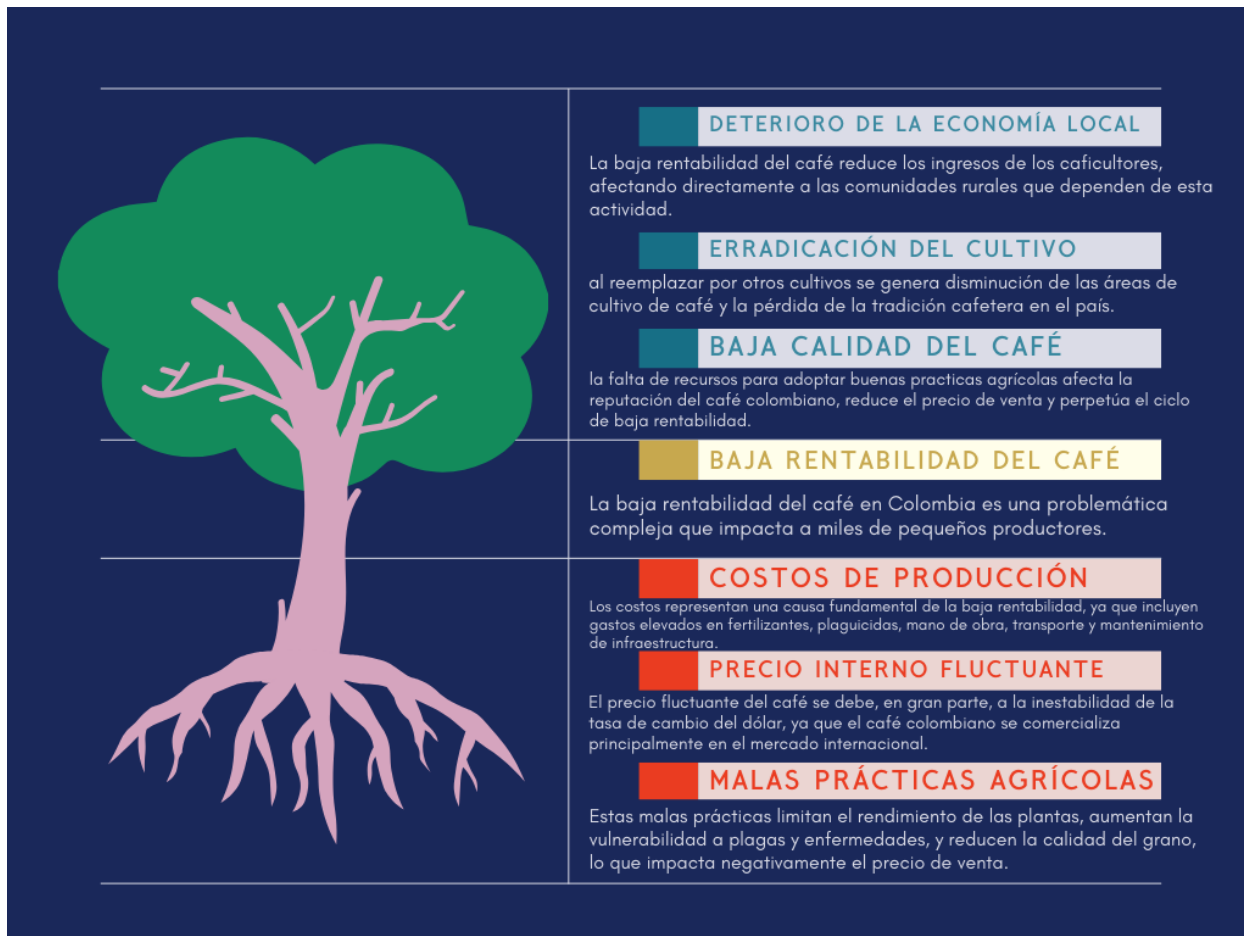 DETERIORO DE LA ECONOMÍA LOCAL
La baja rentabilidad del café reduce los ingresos de los caficultores,
afectando directamente a las comunidades rurales que dependen de esta
actividad.
ERRADICACIÓN DEL CULTIVO
al reemplazar por otros cultivos se genera disminución de las áreas de
cultivo de café y la pérdida de la tradición cafetera en el país.
BAJA CALIDAD DEL CAFÉ
la falta de recursos para adoptar buenas practicas agrícolas afecta la
reputación del café colombiano, reduce el precio de venta y perpetúa el ciclo
de baja rentabilidad.
BAJA RENTABILIDAD DEL CAFÉ
La baja rentabilidad del café en Colombia es una problemática
compleja que impacta a miles de pequeños productores.
COSTOS DE PRODUCCIÓN
Los costos representan una causa fundamental de la baja rentabilidad, ya que incluyen
gastos elevados en fertilizantes, plaguicidas, mano de obra, transporte y mantenimiento
de infraestructura.
PRECIO INTERNO FLUCTUANTE
El precio fluctuante del café se debe, en gran parte, a la inestabilidad de la
tasa de cambio del dólar, ya que el café colombiano se comercializa
principalmente en el mercado internacional.
MALAS PRÁCTICAS AGRÍCOLAS
Estas malas prácticas limitan el rendimiento de las plantas, aumentan la
vulnerabilidad a plagas y enfermedades, y reducen la calidad del grano,
lo que impacta negativamente el precio de venta.